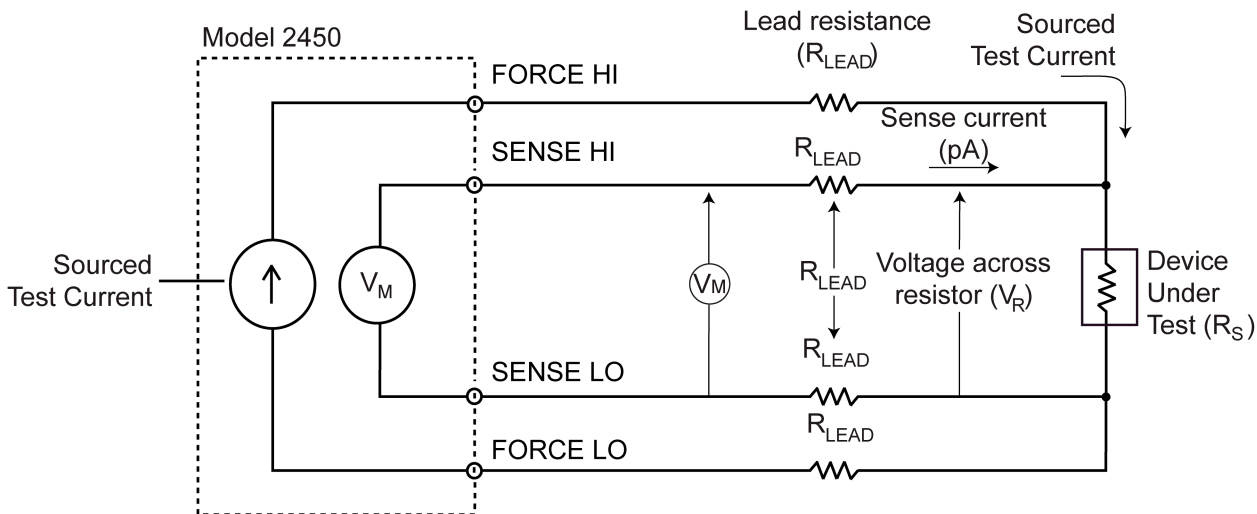 Model 2450
Lead resistance
(RLEAD)
Sourced
Test Current
FORCE HI
Sense current
(pA)
SENSE HI
RLEAD
Sourced
Test Current
VM
VM
RLEAD
Voltage across
resistor (VR)
Device
Under
Test (RS)
RLEAD
SENSE LO
RLEAD
FORCE LO